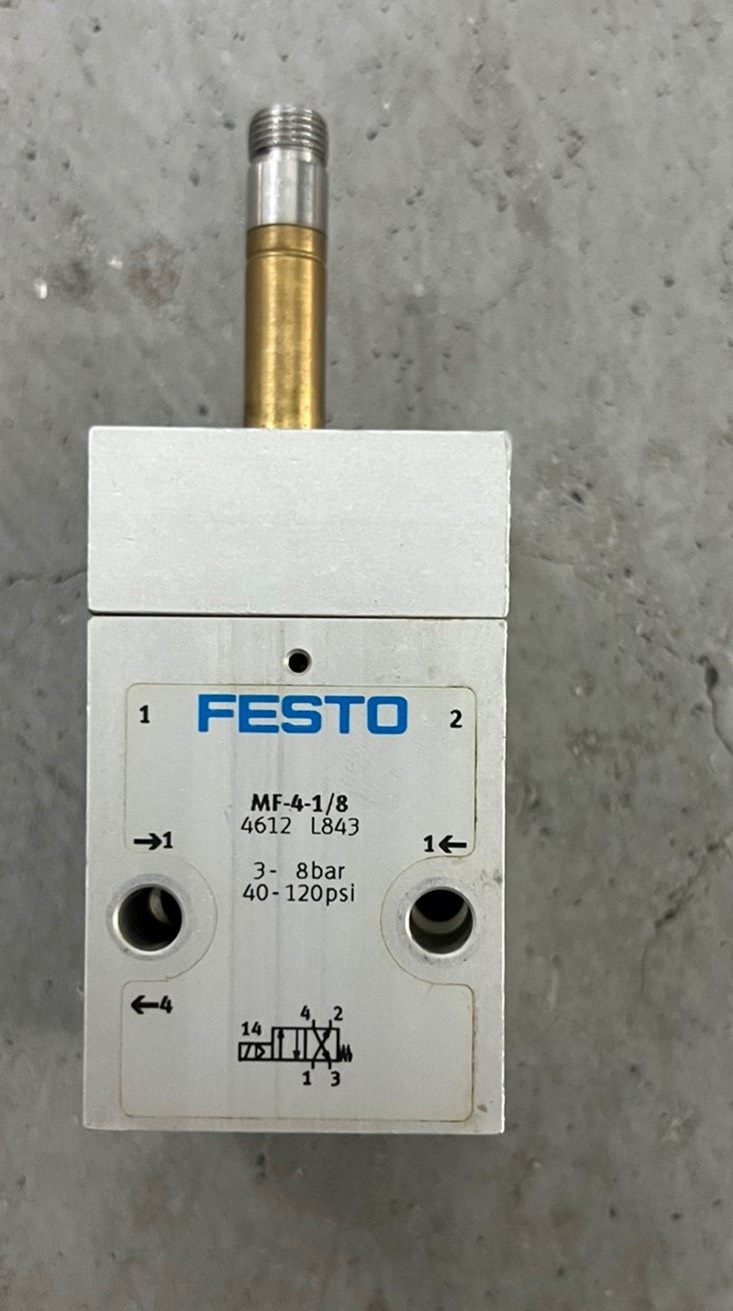 1 FESTO 2
MF-4-1/8
4612 L843
→1 1←
3- 8bar
40-120psi
←4
4 2
14
1 3